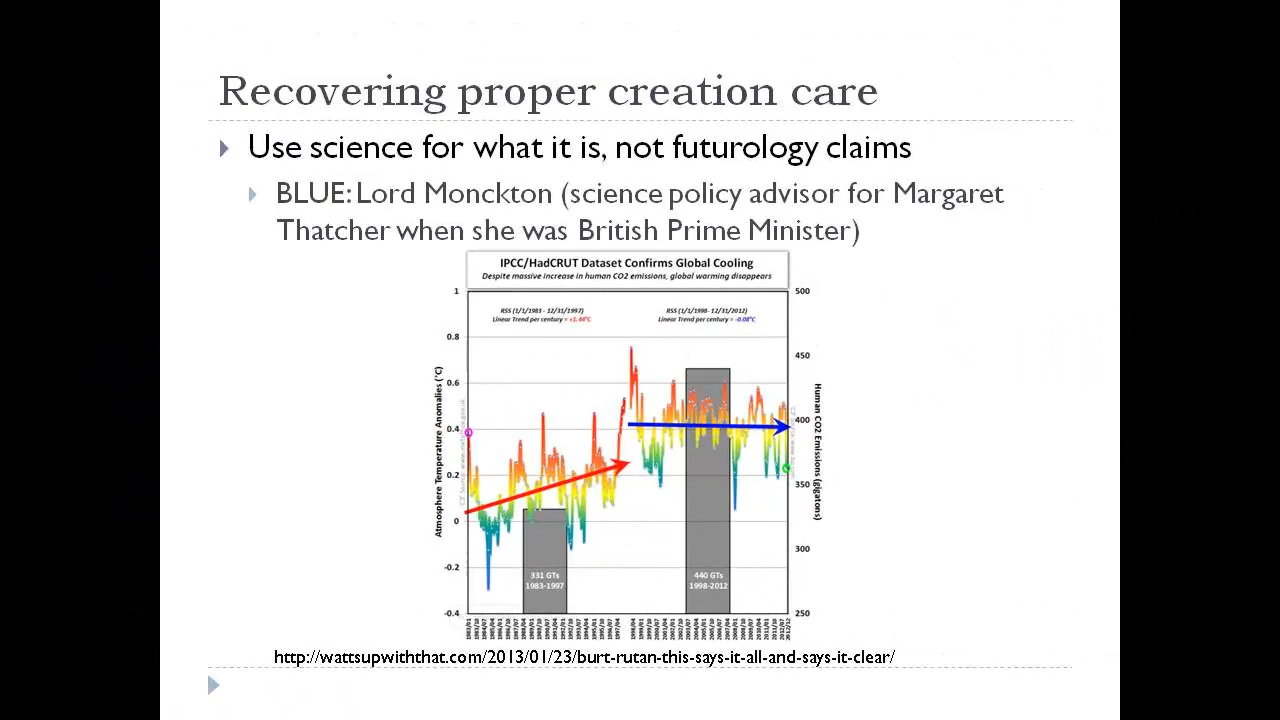 Recovering proper creation care
Use science for what it is, not futurology claims
BLUE: Lord Monckton (science policy advisor for Margaret
Thatcher when she was British Prime Minister)
IPCC/HadCRUT Dataset Confirms Global Cooling
Despite massive increase in human CO2 emissions, global warming disappears
1
0.8
0.6
0.4
0.2
0
-0.2
-0.4
Atmosphere Temperature Anomalies (°C)
RSS (1/1/1983 - 12/31/1997)
Linear Trend per century = +1.44°C
RSS (1/1/1998- 12/31/2012)
Linear Trend per century = -0.08°C
331 GTs
1983-1997
440 GTs
1998-2012
500
450
400
350
300
250
Human CO2 Emissions (gigatons)
http://wattsupwiththat.com/2013/01/23/burt-rutan-this-says-it-all-and-says-it-clear/